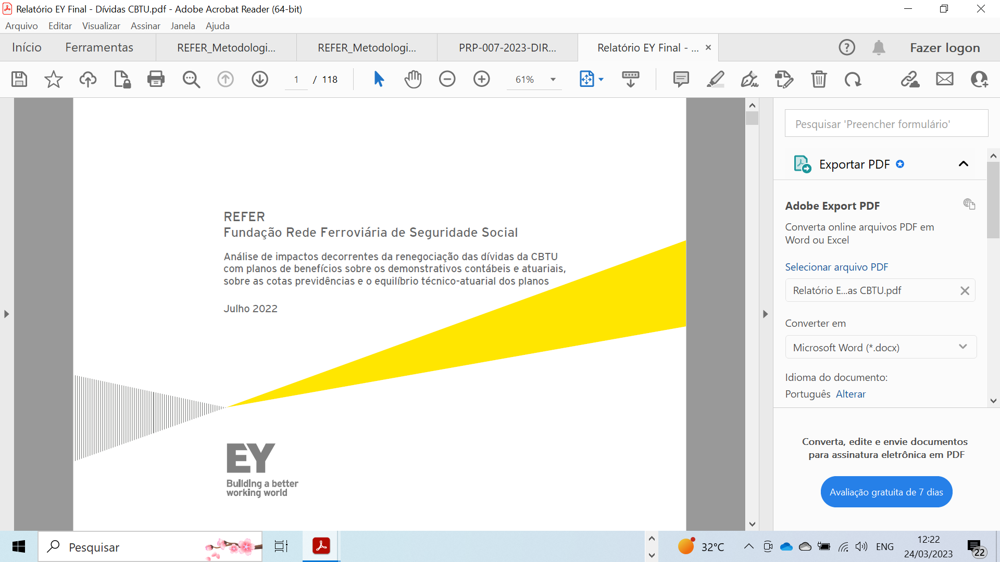 Relatório EY Final - Dívidas CBTU.pdf - Adobe Acrobat Reader (64-bit)
Arquivo Editar Visualizar Assinar Janela Ajuda
Início Ferramentas REFER_Metodologi... REFER_Metodologi... PRP-007-2023-DIR... Relatório EY Final - ... Fazer logon
1 / 118 61%
REFER
Fundação Rede Ferroviária de Seguridade Social
Análise de impactos decorrentes da renegociação das dívidas da CBTU
com planos de benefícios sobre os demonstrativos contábeis e atuariais,
sobre as cotas previdências e o equilíbrio técnico-atuarial dos planos
Julho 2022
EY
Building a better
working world
Pesquisar 'Preencher formulário'
Exportar PDF
Adobe Export PDF
Converta online arquivos PDF em
Word ou Excel
Selecionar arquivo PDF
Relatório E...as CBTU.pdf
Converter em
Microsoft Word (*.docx)
Idioma do documento:
Português Alterar
Converta, edite e envie documentos
para assinatura eletrônica em PDF
Avaliação gratuita de 7 dias
Pesquisar
32°C
ENG
12:22
24/03/2023
22